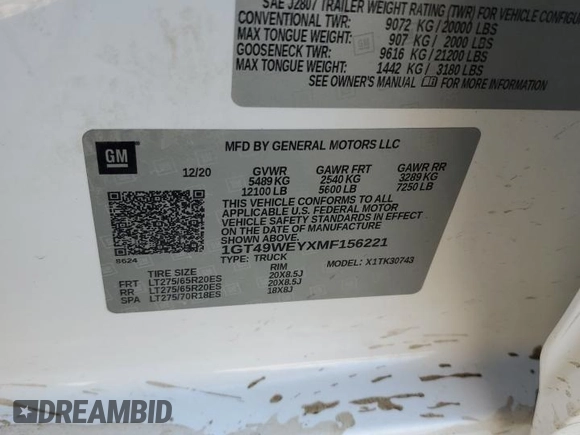 SAE J2807 TRAILER WEIGHT RATING (TWR) FOR VEHICLE CONFIGU
CONVENTIONAL TWR: 9072 KG / 20000 LBS
MAX TONGUE WEIGHT: 907 KG / 2000 LBS
GOOSENECK TWR: 9616 KG / 21200 LBS
MAX TONGUE WEIGHT: 1442 KG / 3180 LBS
SEE OWNER'S MANUAL FOR MORE INFORMATION
GM
MFD BY GENERAL MOTORS LLC
12/20 GVWR GAWR FRT GAWR RR
5489 KG 2540 KG 3289 KG
12100 LB 5600 LB 7250 LB
THIS VEHICLE CONFORMS TO ALL
APPLICABLE U.S. FEDERAL MOTOR
VEHICLE SAFETY STANDARDS IN EFFECT
ON THE DATE OF MANUFACTURE SHOWN ABOVE.
1GT49WEYXMF156221
8624
TYPE: TRUCK MODEL: X1TK30743
TIRE SIZE RIM
FRT LT275/65R20ES 20X8.5J
RR LT275/65R20ES 20X8.5J
SPA LT275/70R18ES 18X8J
DREAMBID